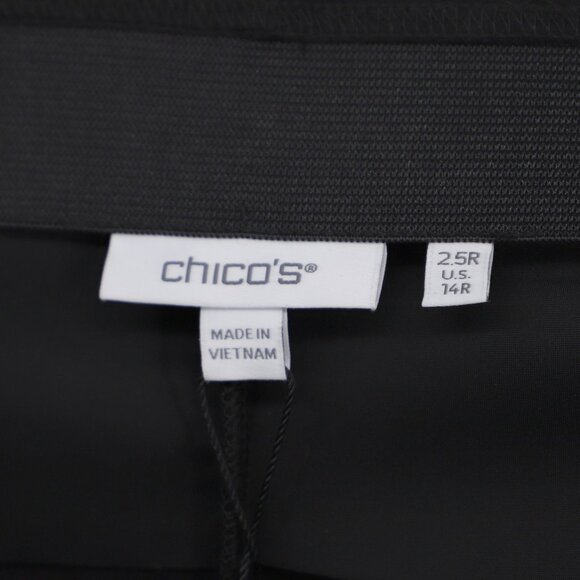 chico's®
MADE IN
VIETNAM
2.5R
U.S.
14R